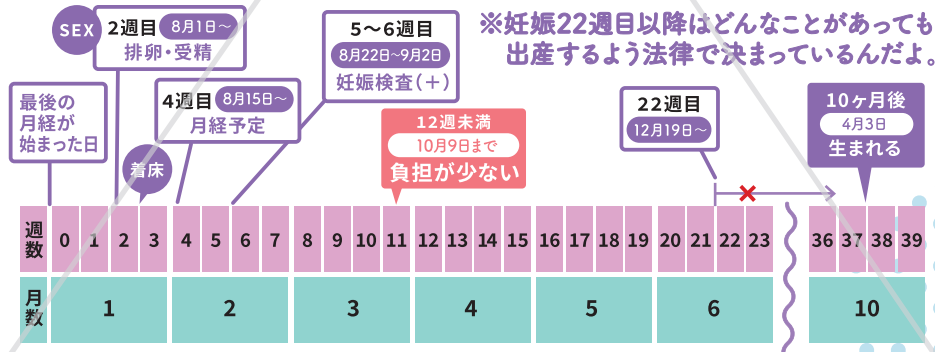 ※妊娠22週目以降はどんなことがあっても
出産するよう法律で決まっているんだよ。
SEX
2週目 8月1日～
排卵・受精
5～6週目
8月22日～9月2日
妊娠検査(＋)
最後の
月経が
始まった日
4週目 8月15日～
月経予定
着床
12週未満
10月9日まで
負担が少ない
22週目
12月19日～
10ヶ月後
4月3日
生まれる
週数 0 1 2 3 4 5 6 7 8 9 10 11 12 13 14 15 16 17 18 19 20 21 22 23 36 37 38 39
月数 1 2 3 4 5 6 10